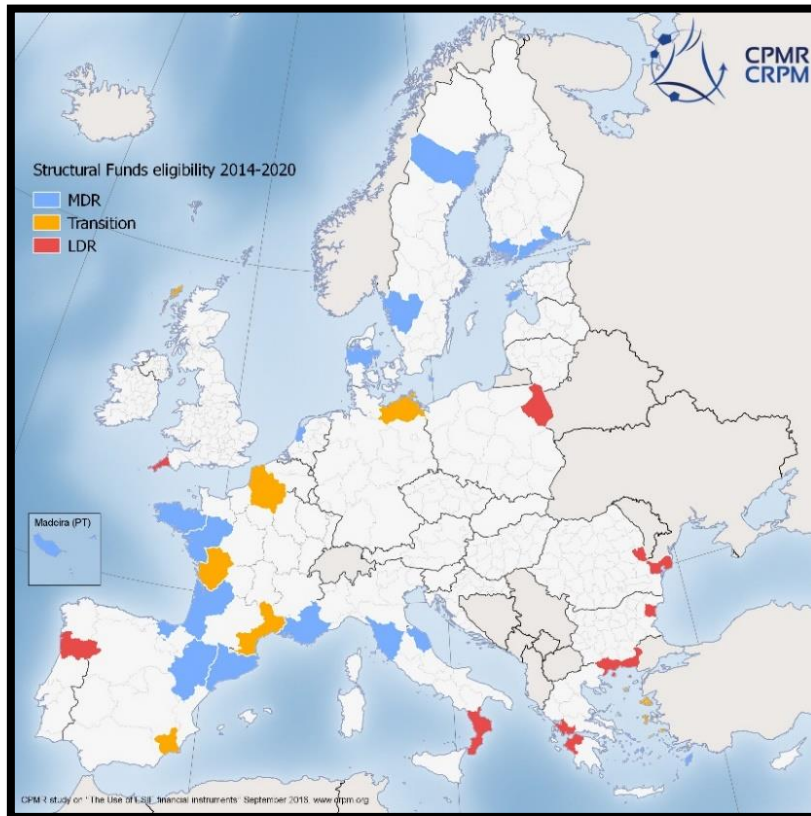 CPMR
CRPM
Structural Funds eligibility 2014-2020
MDR
Transition
LDR
Madeira (PT)
CPMR study on "The Use of ESIF financial instruments" September 2016, www.crpm.org